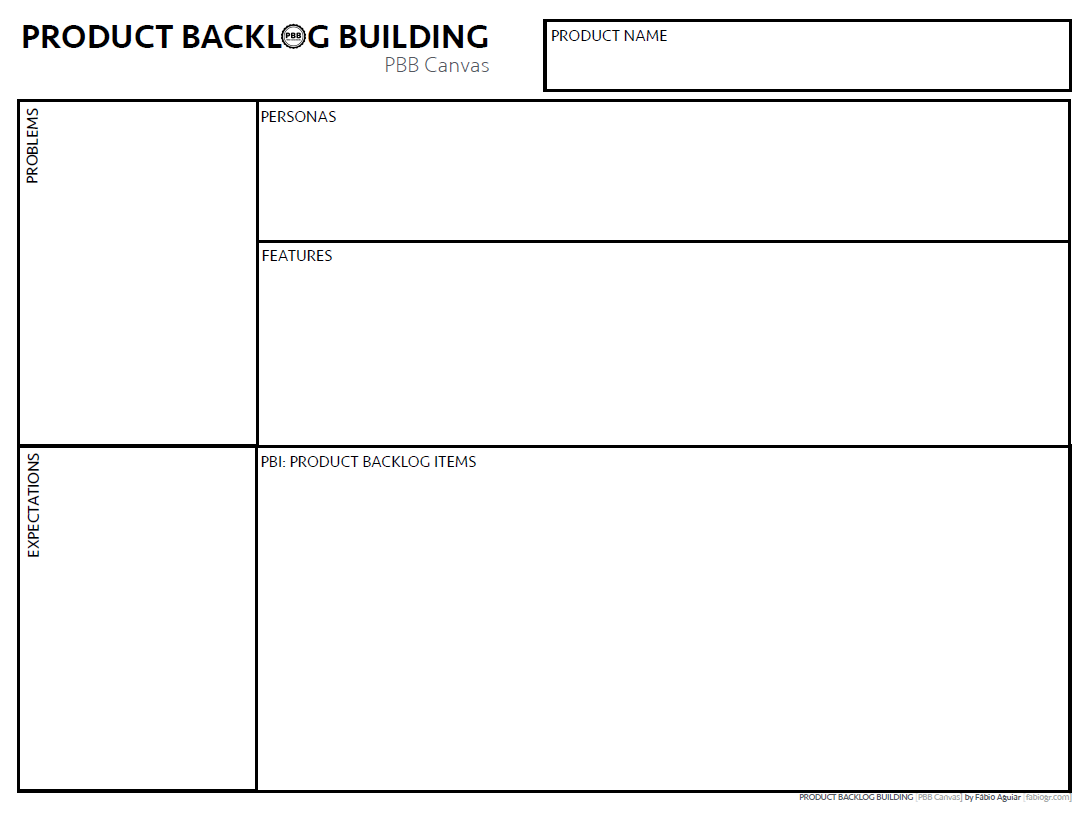 PRODUCT BACKLOG BUILDING
PBB
PBB Canvas
PRODUCT NAME
PROBLEMS
PERSONAS
FEATURES
EXPECTATIONS
PBI: PRODUCT BACKLOG ITEMS
PRODUCT BACKLOG BUILDING [PBB Canvas] by Fábio Aguiar [fabiogr.com]